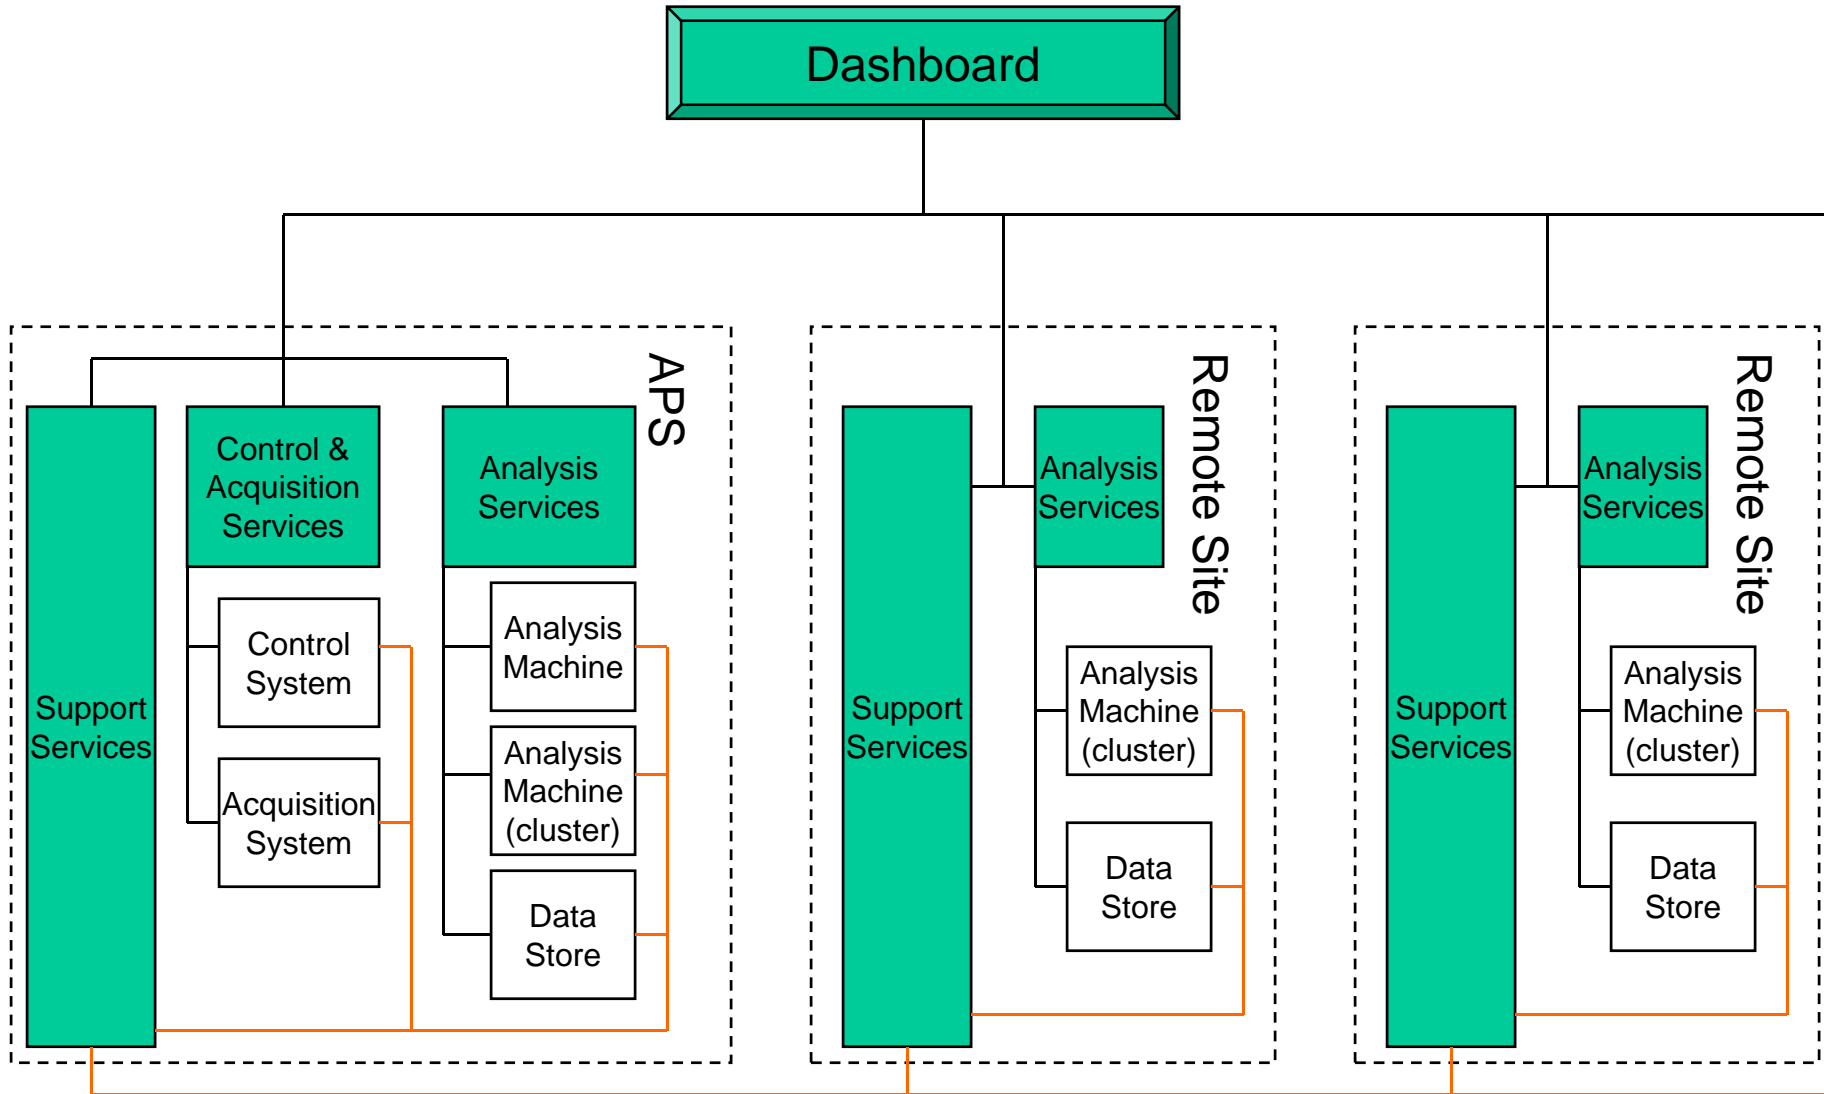 Dashboard
APS
Support
Services
Control &
Acquisition
Services
Control
System
Acquisition
System
Analysis
Services
Analysis
Machine
Analysis
Machine
(cluster)
Data
Store
Remote Site
Support
Services
Analysis
Services
Analysis
Machine
(cluster)
Data
Store
Remote Site
Support
Services
Analysis
Services
Analysis
Machine
(cluster)
Data
Store